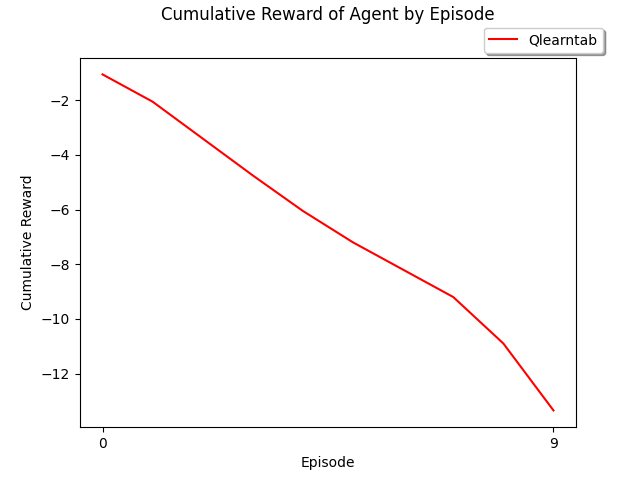 Cumulative Reward of Agent by Episode
Qlearntab
−2
−4
−6
−8
−10
−12
Cumulative Reward
0
9
Episode